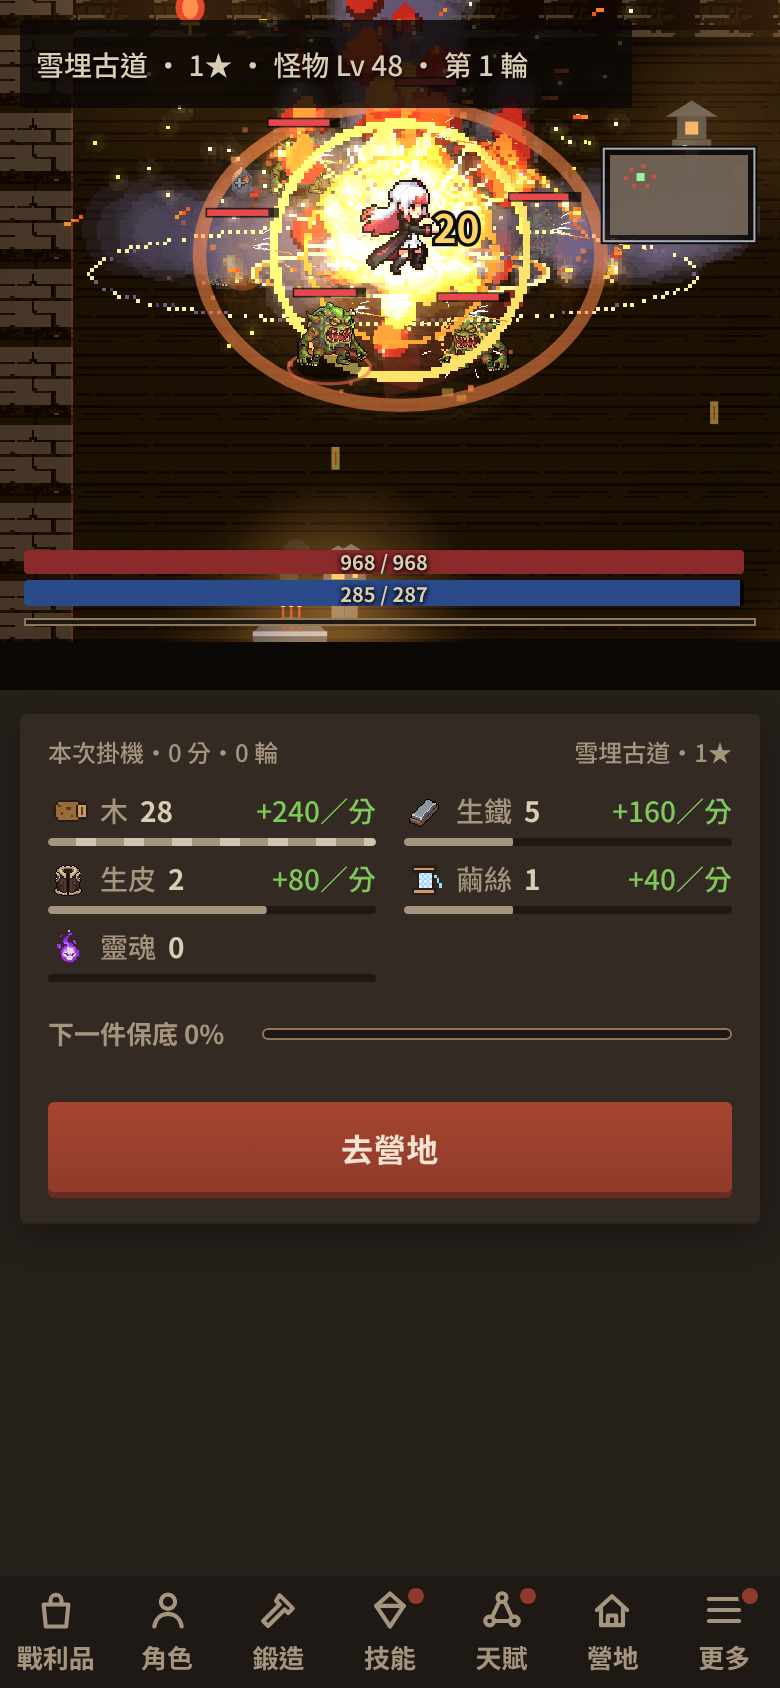 雪埋古道 • 1★ • 怪物 Lv 48 • 第 1 輪
20
968 / 968
285 / 287
本次掛機・0 分・0 輪
雪埋古道・1★
木 28 +240／分
生鐵 5 +160／分
生皮 2 +80／分
繭絲 1 +40／分
靈魂 0
下一件保底 0%
去營地
戰利品 角色 鍛造 技能 天賦 營地 更多